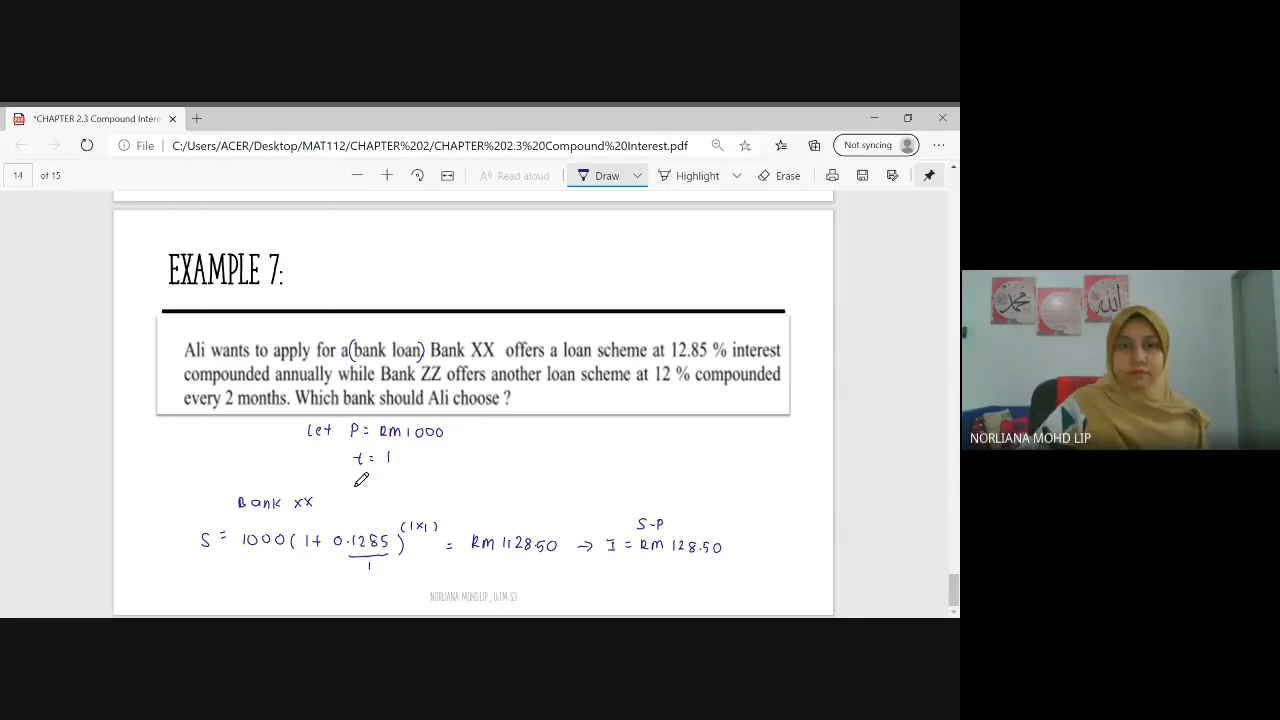 *CHAPTER 2.3 Compound Intere
File C:/Users/ACER/Desktop/MAT112/CHAPTER%202/CHAPTER%202.3%20Compound%20Interest.pdf Not syncing
14 of 15 Read aloud Draw Highlight Erase
EXAMPLE 7:
Ali wants to apply for a (bank loan) Bank XX offers a loan scheme at 12.85 % interest
compounded annually while Bank ZZ offers another loan scheme at 12 % compounded
every 2 months. Which bank should Ali choose ?
Let P = RM1000
t = 1
Bank XX
S = 1000 ( 1 + 0.1285 / 1 ) (1x1) = RM 1128.50 → I = RM 128.50
S-P
NORLIANA MOHD LIP , UiTM S3
محمد
الله
NORLIANA MOHD LIP